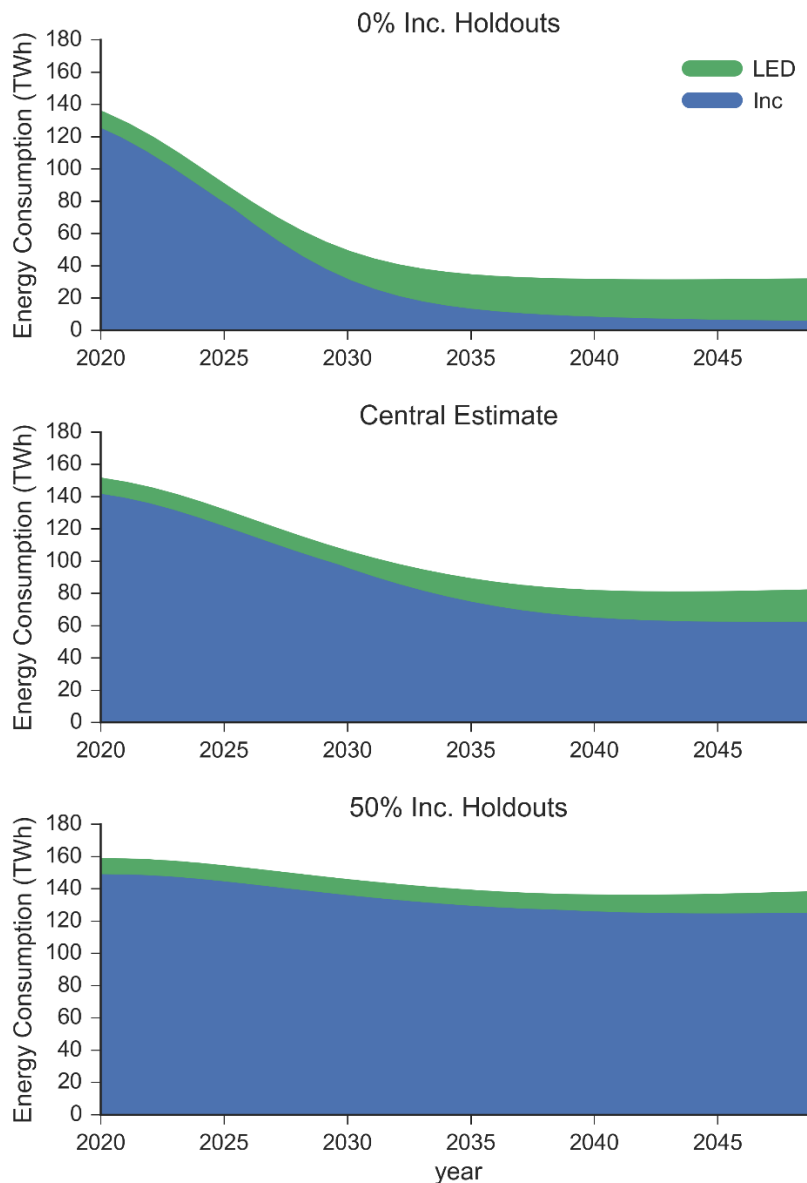 0% Inc. Holdouts
Energy Consumption (TWh)
180
160
140
120
100
80
60
40
20
0
LED
Inc
2020 2025 2030 2035 2040 2045
Central Estimate
Energy Consumption (TWh)
180
160
140
120
100
80
60
40
20
0
2020 2025 2030 2035 2040 2045
50% Inc. Holdouts
Energy Consumption (TWh)
180
160
140
120
100
80
60
40
20
0
2020 2025 2030 2035 2040 2045
year